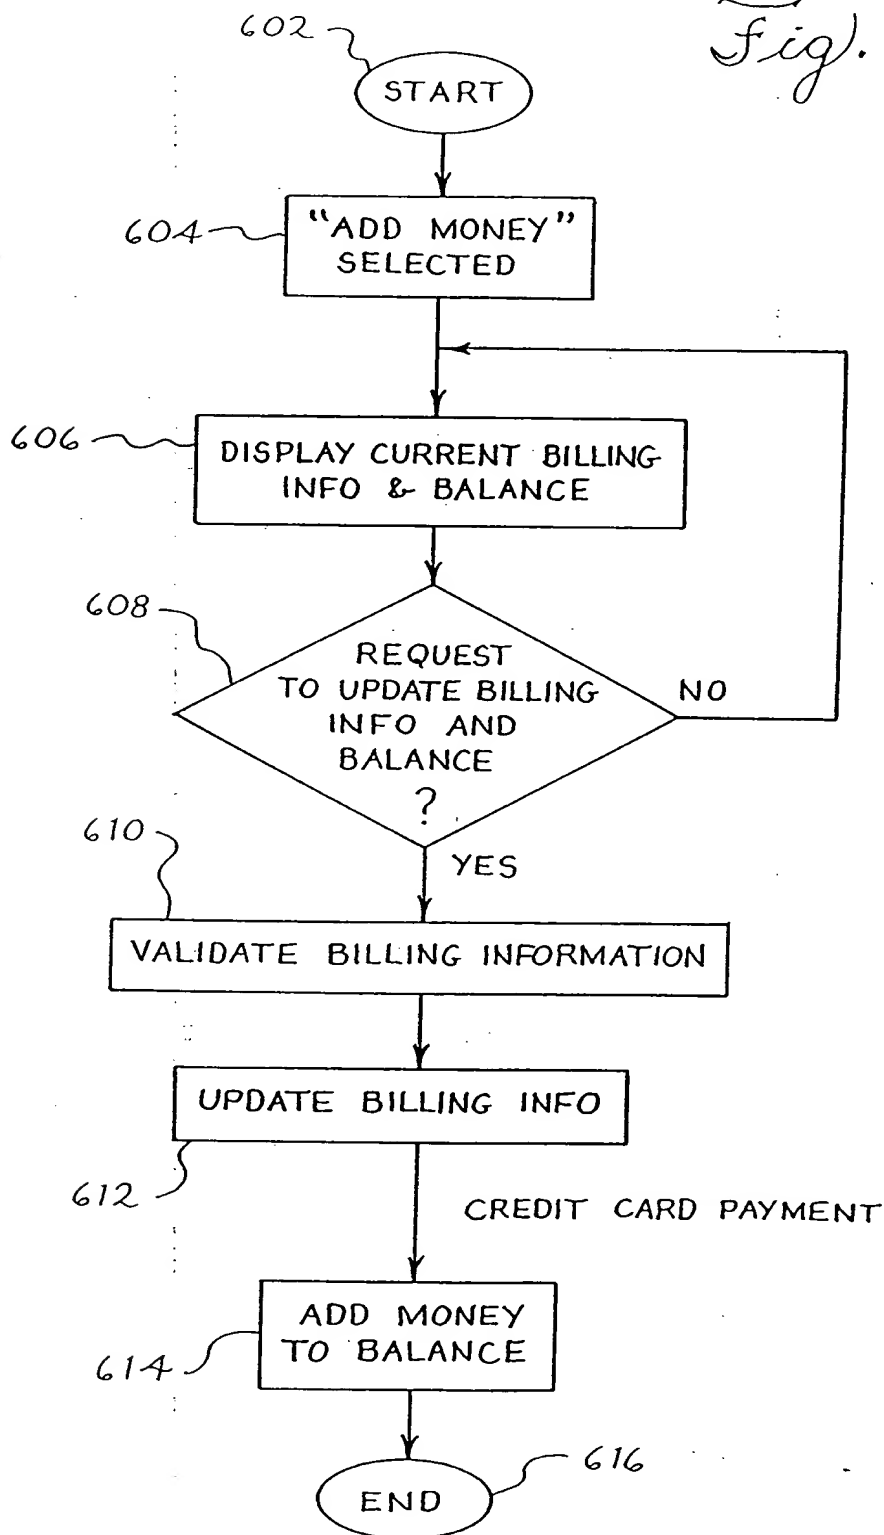 602
Fig.
START
604
"ADD MONEY"
SELECTED
606
DISPLAY CURRENT BILLING
INFO & BALANCE
608
REQUEST
TO UPDATE BILLING
INFO AND
BALANCE
?
NO
YES
610
VALIDATE BILLING INFORMATION
UPDATE BILLING INFO
612
CREDIT CARD PAYMENT
ADD MONEY
TO BALANCE
614
616
END